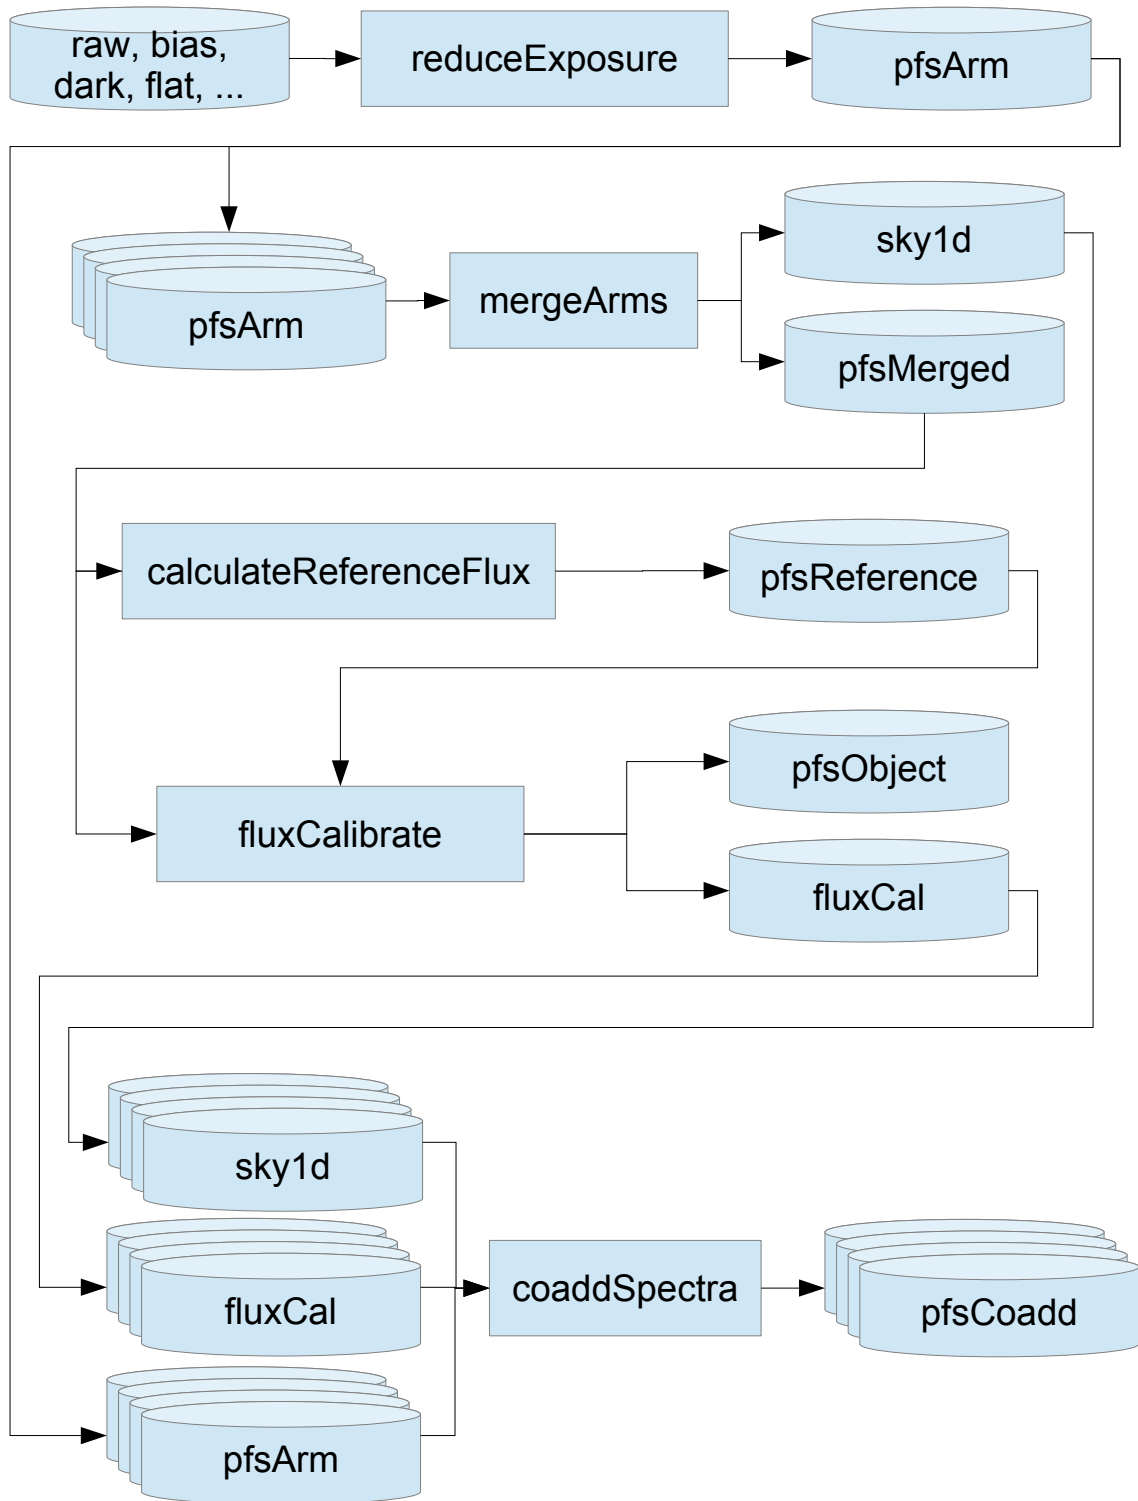 raw, bias,
dark, flat, ...
reduceExposure
pfsArm
pfsArm
mergeArms
sky1d
pfsMerged
calculateReferenceFlux
pfsReference
fluxCalibrate
pfsObject
fluxCal
sky1d
fluxCal
coaddSpectra
pfsCoadd
pfsArm